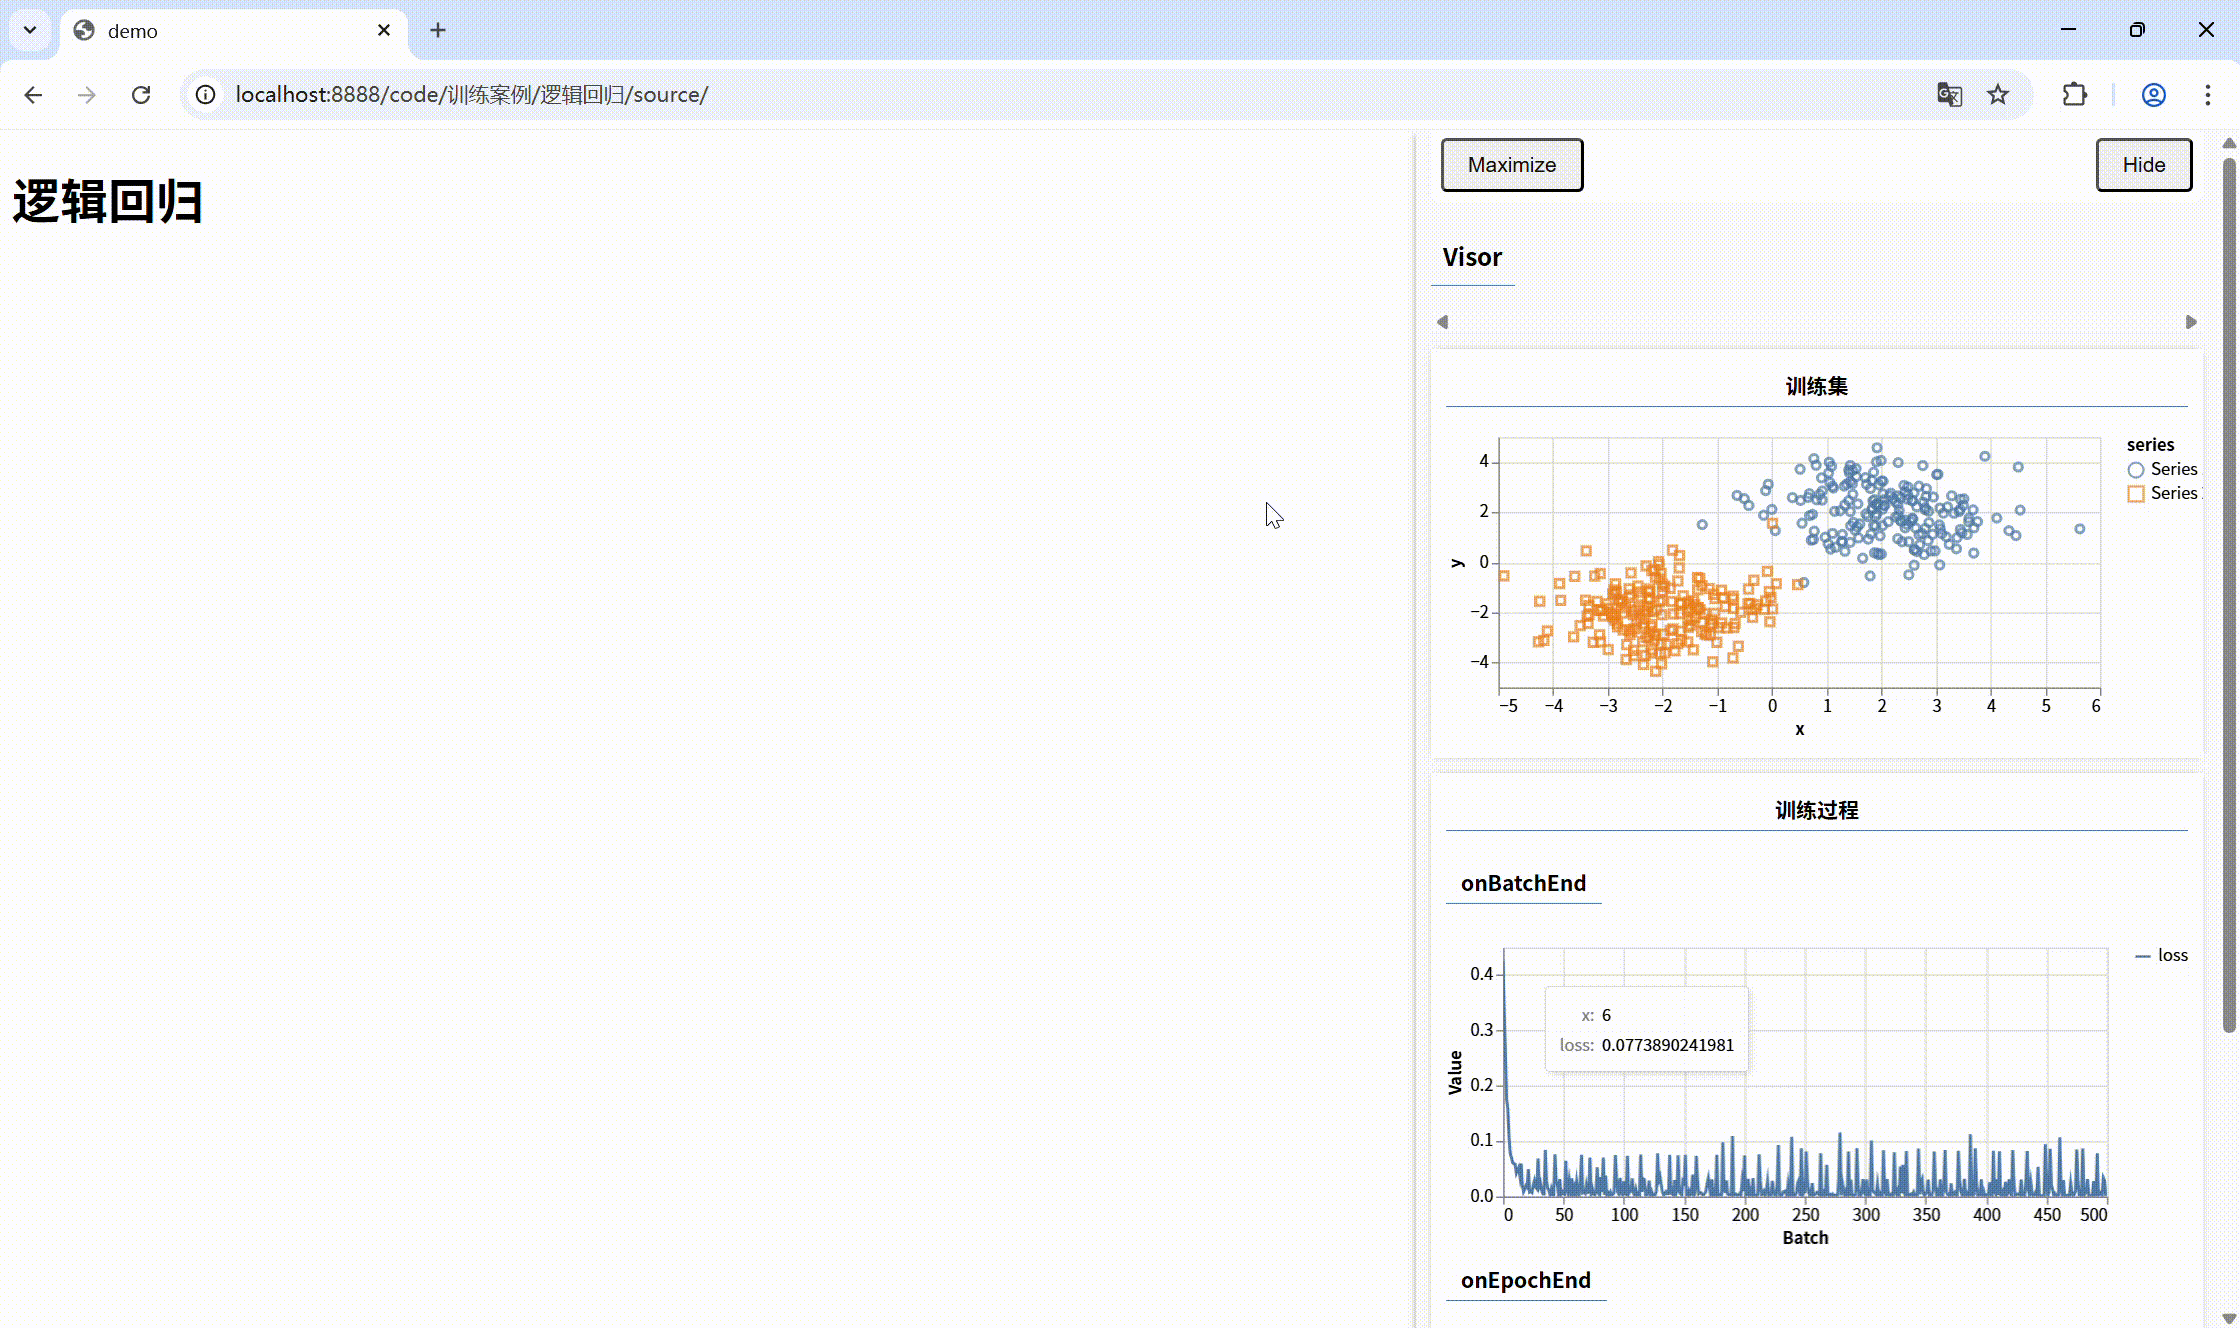 demo
localhost:8888/code/训练案例/逻辑回归/source/
逻辑回归
Maximize
Hide
Visor
训练集
series
Series
Series
4
2
0
−2
−4
y
−5 −4 −3 −2 −1 0 1 2 3 4 5 6
x
训练过程
onBatchEnd
loss
0.4
0.3
0.2
0.1
0.0
Value
x: 6
loss: 0.0773890241981
0 50 100 150 200 250 300 350 400 450 500
Batch
onEpochEnd